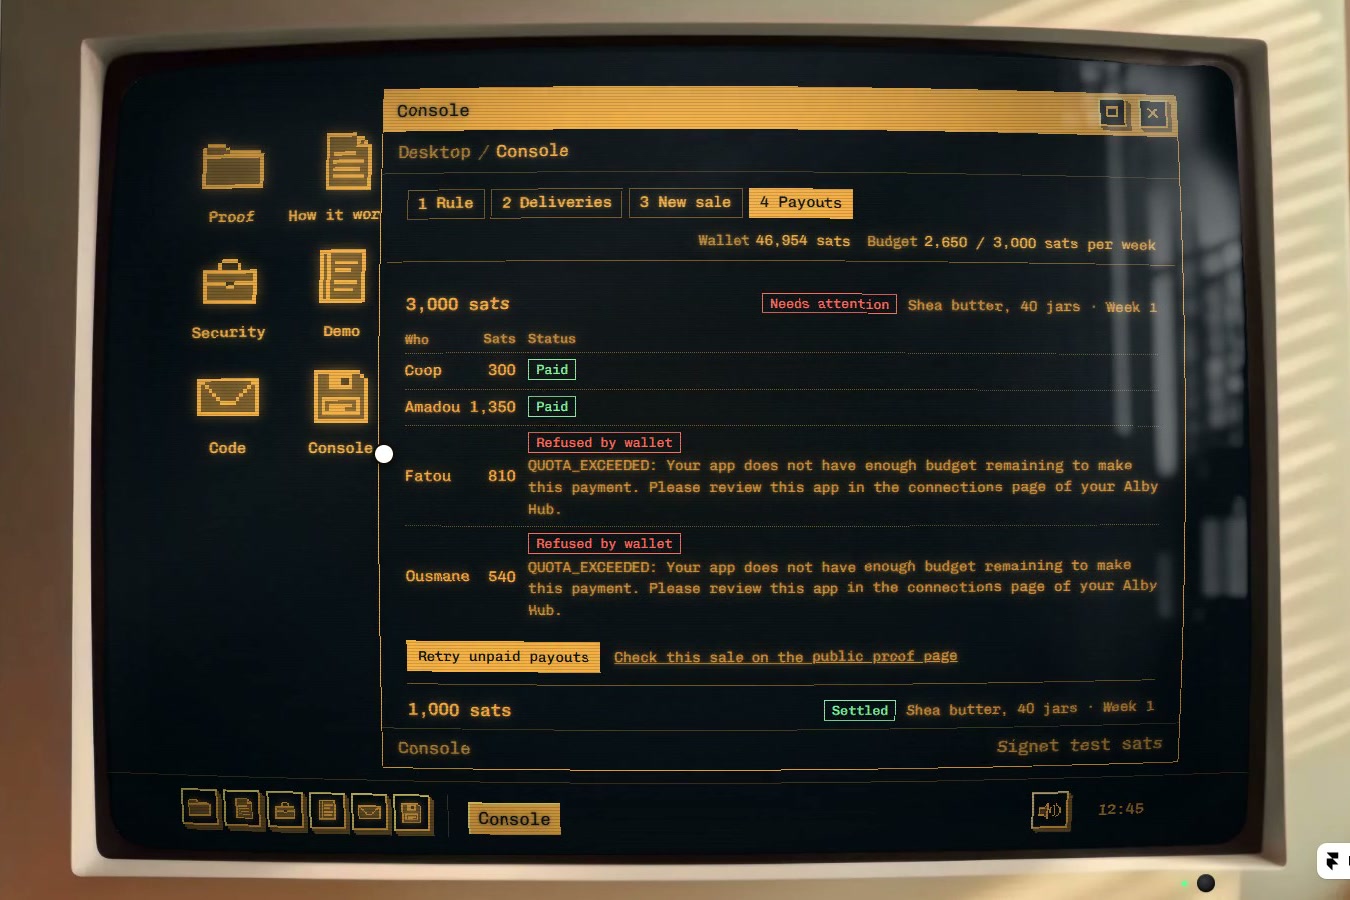 Console
Desktop / Console
1 Rule
2 Deliveries
3 New sale
4 Payouts
Wallet 46,954 sats Budget 2,650 / 3,000 sats per week
3,000 sats
Needs attention Shea butter, 40 jars · Week 1
Who Sats Status
Coop 300 Paid
Amadou 1,350 Paid
Fatou 810 Refused by wallet
QUOTA_EXCEEDED: Your app does not have enough budget remaining to make
this payment. Please review this app in the connections page of your Alby
Hub.
Ousmane 540 Refused by wallet
QUOTA_EXCEEDED: Your app does not have enough budget remaining to make
this payment. Please review this app in the connections page of your Alby
Hub.
Retry unpaid payouts Check this sale on the public proof page
1,000 sats
Settled Shea butter, 40 jars · Week 1
Console
Signet test sats
Proof
How it wor
Security
Demo
Code
Console
Console
12:45